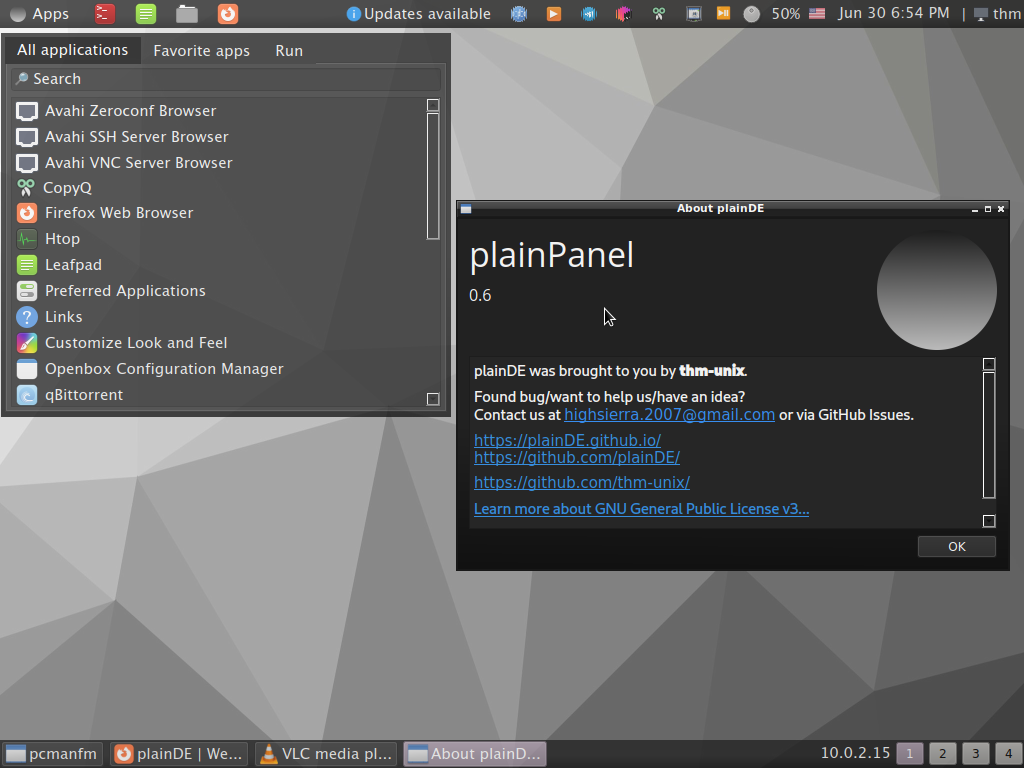 Apps
Updates available
50%
Jun 30 6:54 PM
|
thm
All applications
Favorite apps
Run
Search
Avahi Zeroconf Browser
Avahi SSH Server Browser
Avahi VNC Server Browser
CopyQ
Firefox Web Browser
Htop
Leafpad
Preferred Applications
Links
Customize Look and Feel
Openbox Configuration Manager
qBittorrent
About plainDE
plainPanel
0.6
plainDE was brought to you by thm-unix.
Found bug/want to help us/have an idea?
Contact us at highsierra.2007@gmail.com or via GitHub Issues.
https://plainDE.github.io/
https://github.com/plainDE/
https://github.com/thm-unix/
Learn more about GNU General Public License v3...
OK
pcmanfm
plainDE | We...
VLC media pl...
About plainD...
10.0.2.15
1
2
3
4